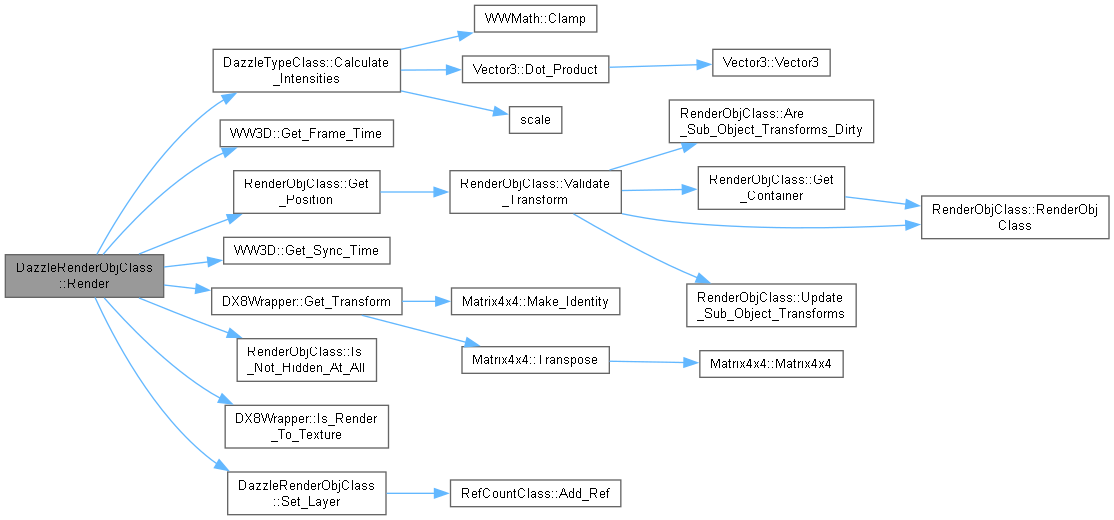 DazzleRenderObjClass
::Render
DazzleTypeClass::Calculate
_Intensities
WW3D::Get_Frame_Time
RenderObjClass::Get
_Position
WW3D::Get_Sync_Time
DX8Wrapper::Get_Transform
RenderObjClass::Is
_Not_Hidden_At_All
DX8Wrapper::Is_Render
_To_Texture
DazzleRenderObjClass
::Set_Layer
WWMath::Clamp
Vector3::Dot_Product
scale
RenderObjClass::Validate
_Transform
Matrix4x4::Make_Identity
Matrix4x4::Transpose
RefCountClass::Add_Ref
Vector3::Vector3
RenderObjClass::Are
_Sub_Object_Transforms_Dirty
RenderObjClass::Get
_Container
RenderObjClass::Update
_Sub_Object_Transforms
Matrix4x4::Matrix4x4
RenderObjClass::RenderObj
Class